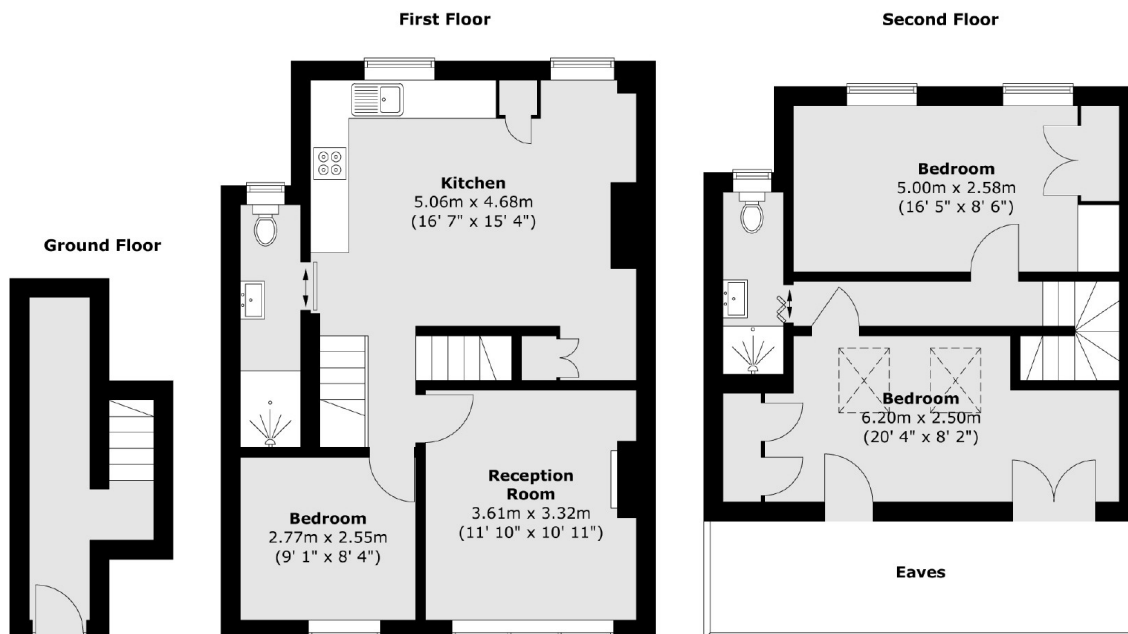 First Floor
Second Floor
Ground Floor
Kitchen
5.06m x 4.68m
(16' 7" x 15' 4")
Bedroom
2.77m x 2.55m
(9' 1" x 8' 4")
Reception
Room
3.61m x 3.32m
(11' 10" x 10' 11")
Bedroom
5.00m x 2.58m
(16' 5" x 8' 6")
Bedroom
6.20m x 2.50m
(20' 4" x 8' 2")
Eaves